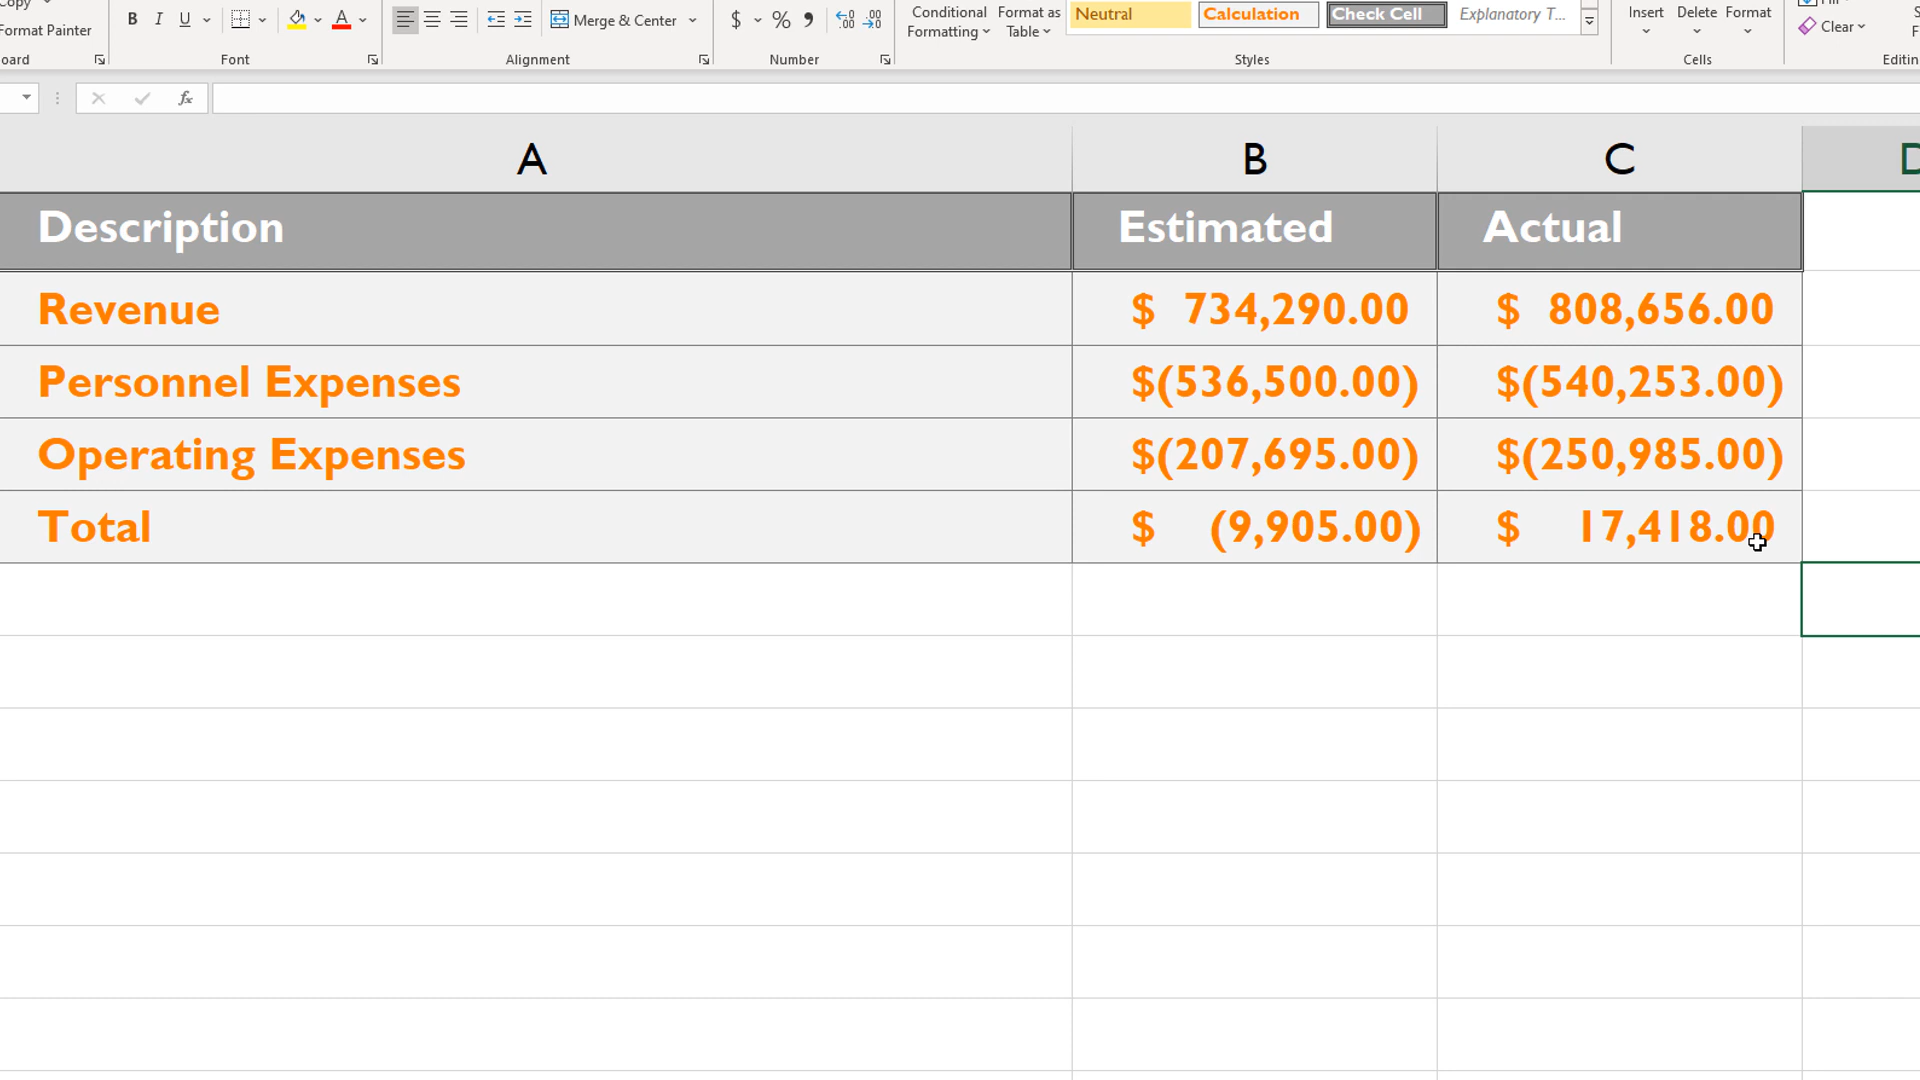 Copy
Format Painter
B I U A
Merge & Center
$ % 9
Conditional Formatting
Format as Table
Neutral Calculation Check Cell Explanatory T...
Insert Delete Format
Clear
oard Font Alignment Number Styles Cells Editin
fx
A B C D
Description Estimated Actual
Revenue $ 734,290.00 $ 808,656.00
Personnel Expenses $(536,500.00) $(540,253.00)
Operating Expenses $(207,695.00) $(250,985.00)
Total $ (9,905.00) $ 17,418.00